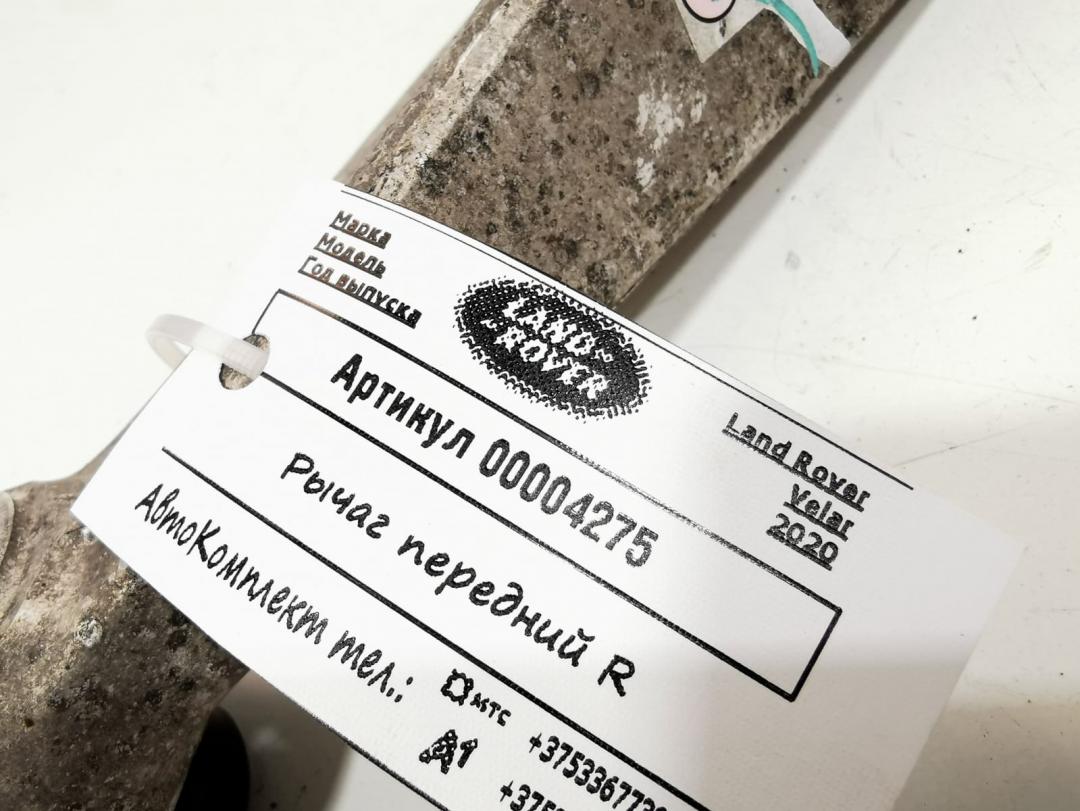 Марка
Модель
Год выпуска
LAND-
ROVER
Land Rover
Velar
2020
Артикул 00004275
Рычаг передний R
АвтоКомплект тел.:
мтс
A1